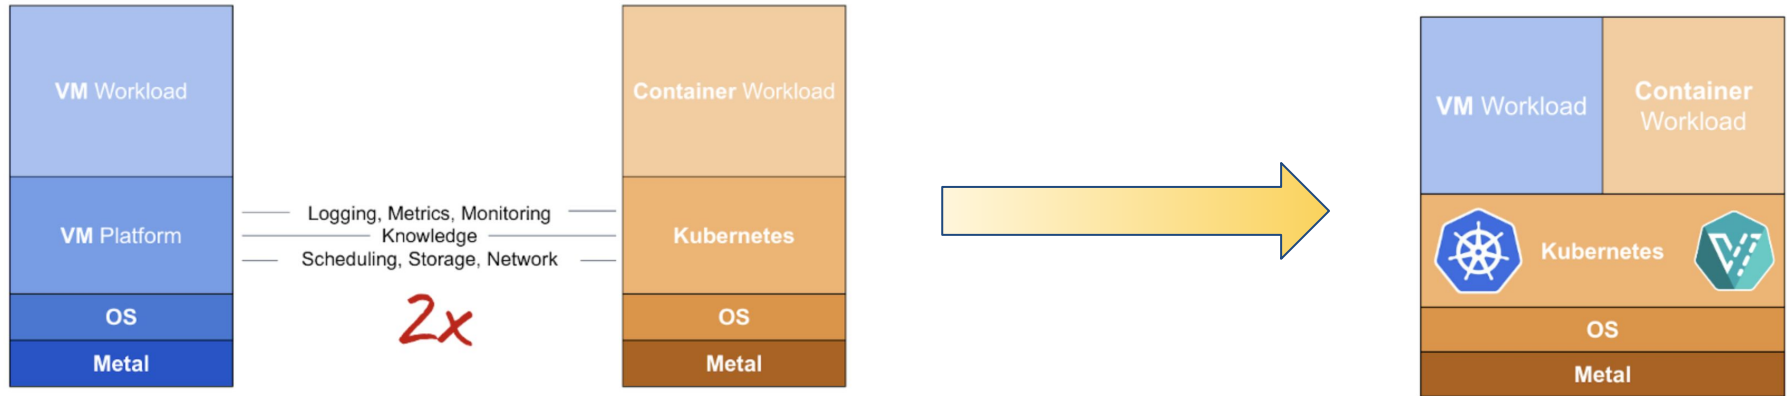 VM Workload
VM Platform
OS
Metal
Logging, Metrics, Monitoring
Knowledge
Scheduling, Storage, Network
2x
Container Workload
Kubernetes
OS
Metal
VM Workload
Container
Workload
Kubernetes
OS
Metal